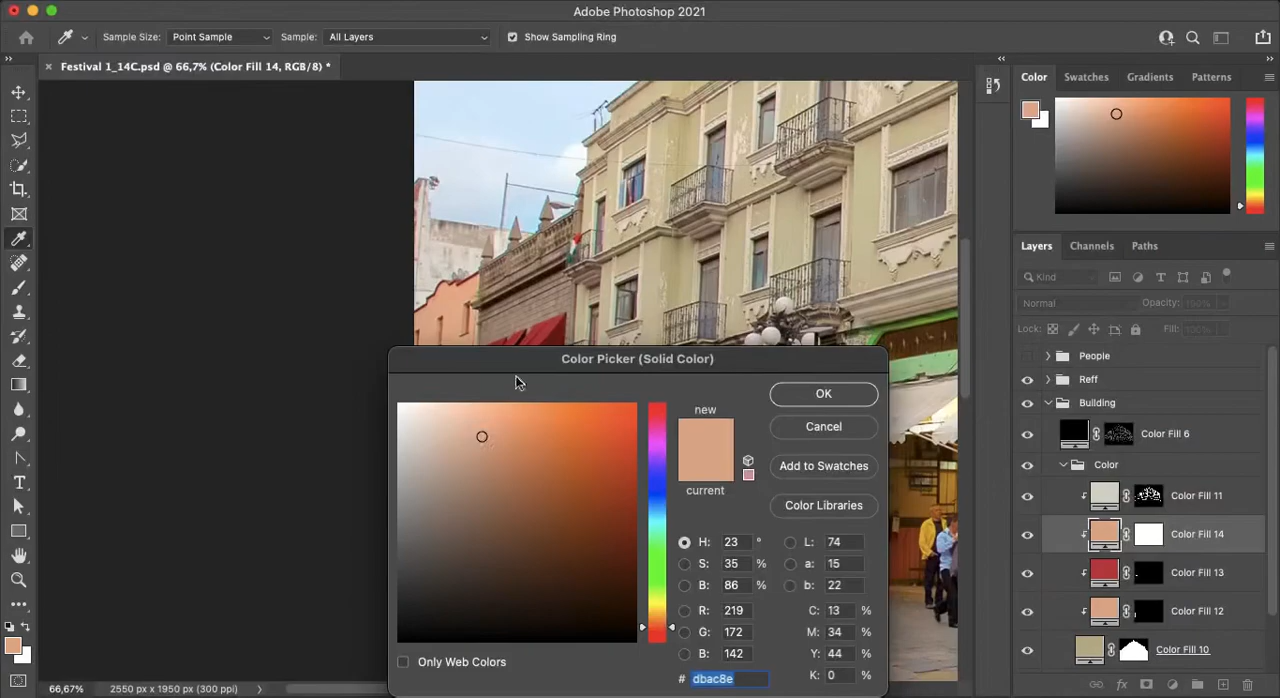 Adobe Photoshop 2021
Sample Size: Point Sample Sample: All Layers Show Sampling Ring
Festival 1_14C.psd @ 66,7% (Color Fill 14, RGB/8) *
Color Swatches Gradients Patterns
Layers Channels Paths
Kind
Normal Opacity: 100%
Lock: Fill: 100%
People
Reff
Building
Color Fill 6
Color
Color Fill 11
Color Fill 14
Color Fill 13
Color Fill 12
Color Fill 10
Color Picker (Solid Color)
new
current
OK
Cancel
Add to Swatches
Color Libraries
H: 23 ° L: 74
S: 35 % a: 15
B: 86 % b: 22
R: 219 C: 13 %
G: 172 M: 34 %
B: 142 Y: 44 %
# dbac8e K: 0 %
Only Web Colors
66,67% 2550 px x 1950 px (300 ppi)